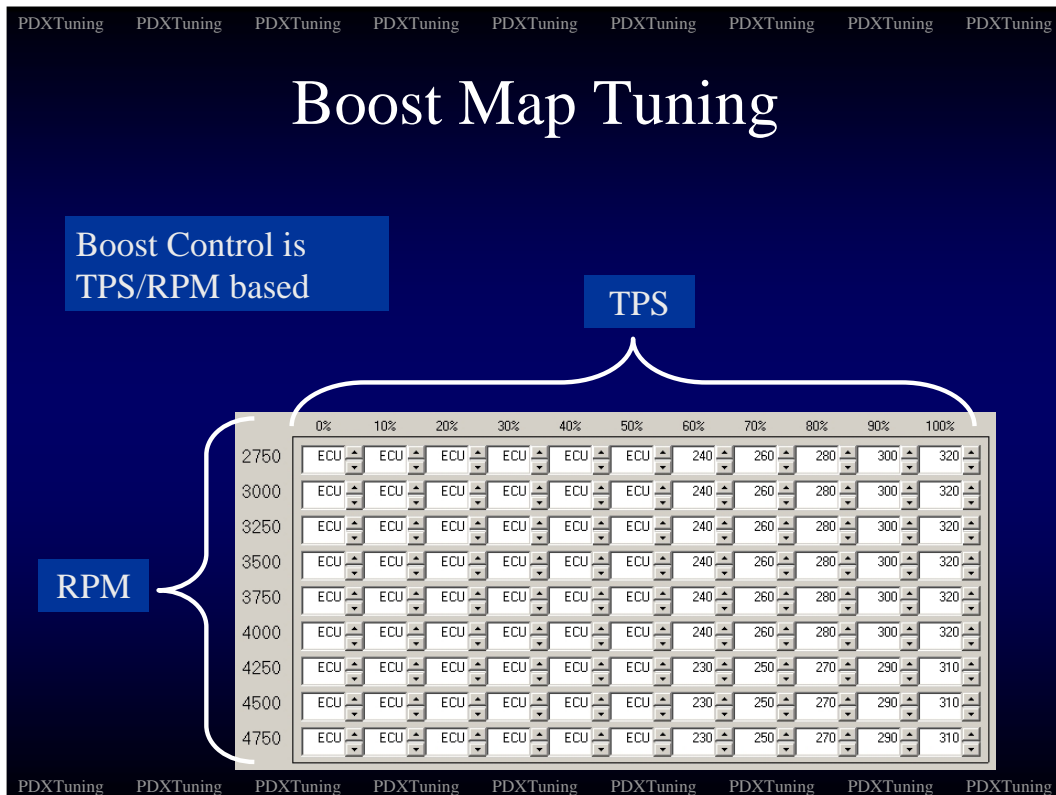 PDXTuning PDXTuning PDXTuning PDXTuning PDXTuning PDXTuning PDXTuning PDXTuning PDXTuning
Boost Map Tuning
Boost Control is
TPS/RPM based
TPS
0% 10% 20% 30% 40% 50% 60% 70% 80% 90% 100%
2750 ECU ECU ECU ECU ECU ECU 240 260 280 300 320
3000 ECU ECU ECU ECU ECU ECU 240 260 280 300 320
3250 ECU ECU ECU ECU ECU ECU 240 260 280 300 320
3500 ECU ECU ECU ECU ECU ECU 240 260 280 300 320
RPM
3750 ECU ECU ECU ECU ECU ECU 240 260 280 300 320
4000 ECU ECU ECU ECU ECU ECU 240 260 280 300 320
4250 ECU ECU ECU ECU ECU ECU 230 250 270 290 310
4500 ECU ECU ECU ECU ECU ECU 230 250 270 290 310
4750 ECU ECU ECU ECU ECU ECU 230 250 270 290 310
PDXTuning PDXTuning PDXTuning PDXTuning PDXTuning PDXTuning PDXTuning PDXTuning PDXTuning